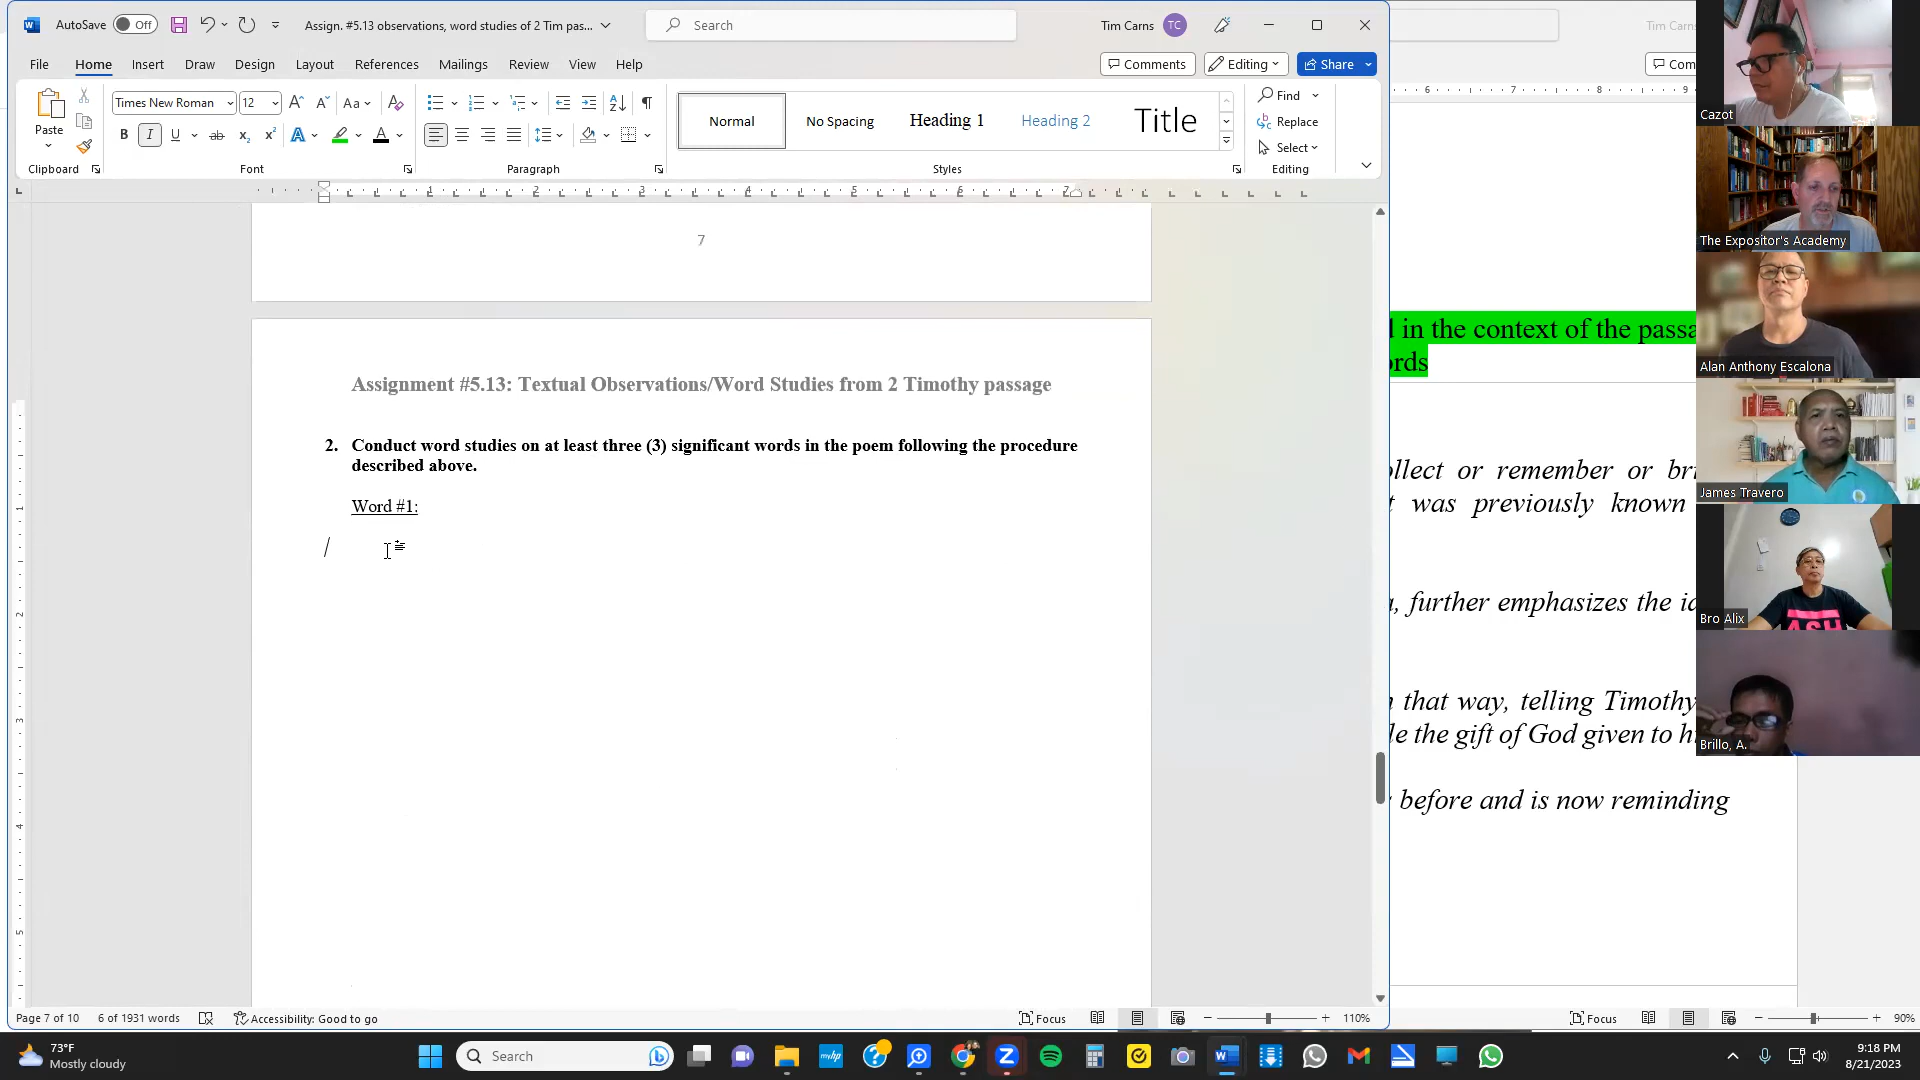 AutoSave Off
Assign. #5.13 observations, word studies of 2 Tim pas...
Search
Tim Carns TC
File Home Insert Draw Design Layout References Mailings Review View Help
Comments Editing Share
Paste
Clipboard
Times New Roman 12
Font
Paragraph
Normal
No Spacing
Heading 1
Heading 2
Title
Styles
Find
Replace
Select
Editing
7
Assignment #5.13: Textual Observations/Word Studies from 2 Timothy passage
2. Conduct word studies on at least three (3) significant words in the poem following the procedure
described above.
Word #1:
Page 7 of 10 6 of 1931 words Accessibility: Good to go Focus 110%
Tim Carns
Com
in the context of the passa
ords
llect or remember or bri
was previously known
, further emphasizes the i
that way, telling Timothy
le the gift of God given to h
before and is now reminding
Focus 90%
Cazot
The Expositor's Academy
Alan Anthony Escalona
James Travero
Bro Alix
ASH
Brillo, A.
73°F
Mostly cloudy
Search
9:18 PM
8/21/2023